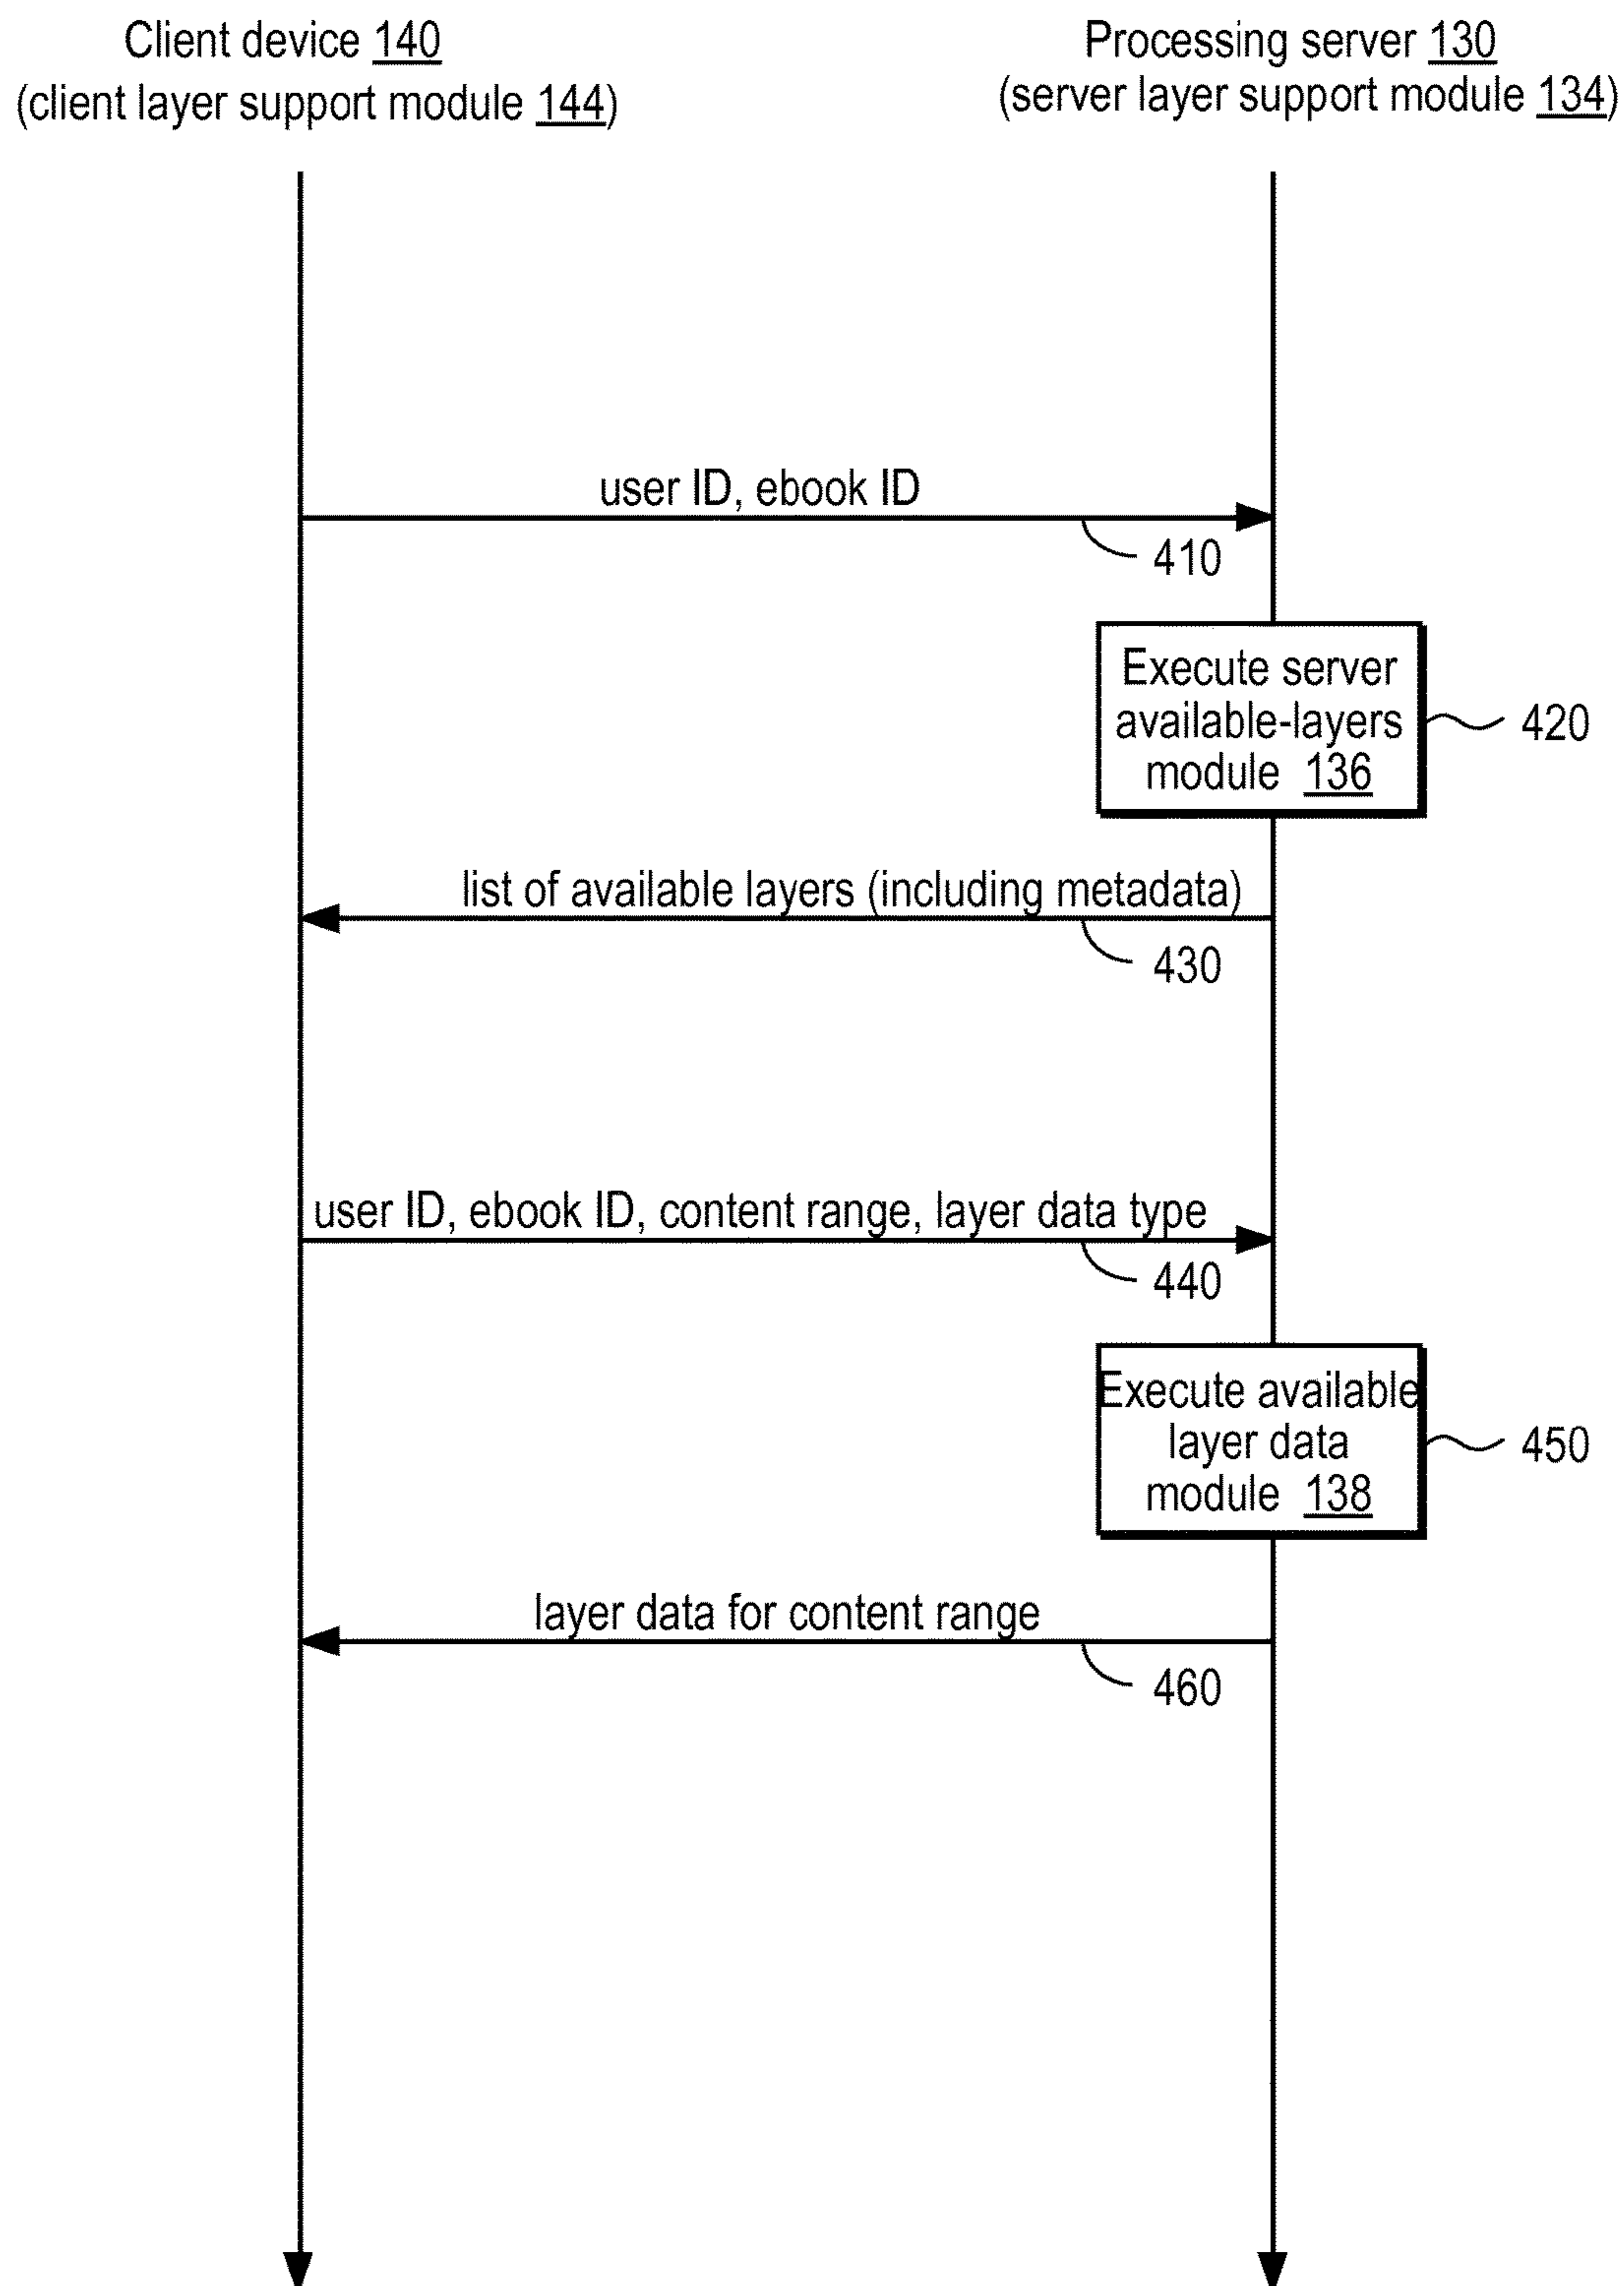 Client device 140
(client layer support module 144)
Processing server 130
(server layer support module 134)
user ID, ebook ID
410
Execute server
available-layers
module 136
420
list of available layers (including metadata)
430
user ID, ebook ID, content range, layer data type
440
Execute available
layer data
module 138
450
layer data for content range
460